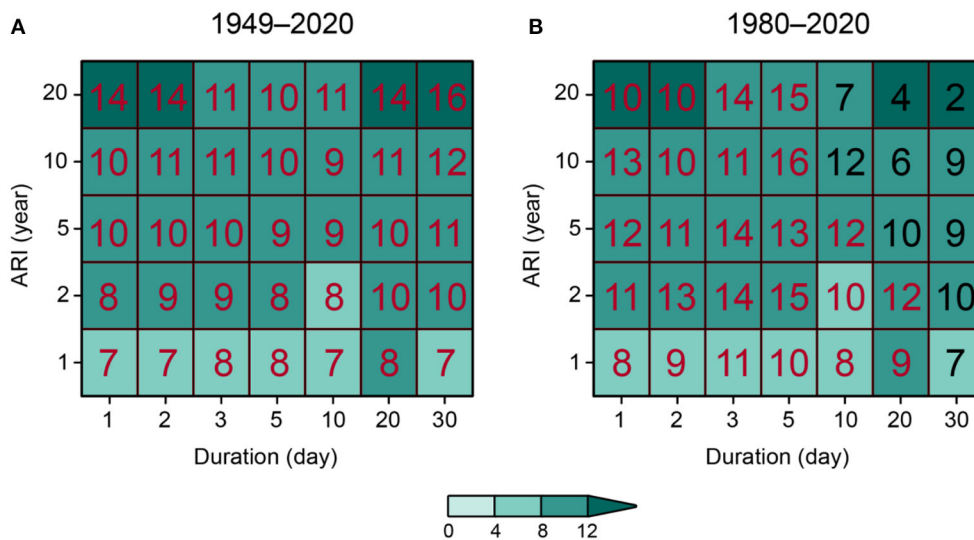 A
1949–2020
ARI (year)
20 14 14 11 10 11 14 16
10 10 11 11 10 9 11 12
5 10 10 10 9 9 10 11
2 8 9 9 8 8 10 10
1 7 7 8 8 7 8 7
1 2 3 5 10 20 30
Duration (day)
B
1980–2020
ARI (year)
20 10 10 14 15 7 4 2
10 13 10 11 16 12 6 9
5 12 11 14 13 12 10 9
2 11 13 14 15 10 12 10
1 8 9 11 10 8 9 7
1 2 3 5 10 20 30
Duration (day)
0 4 8 12